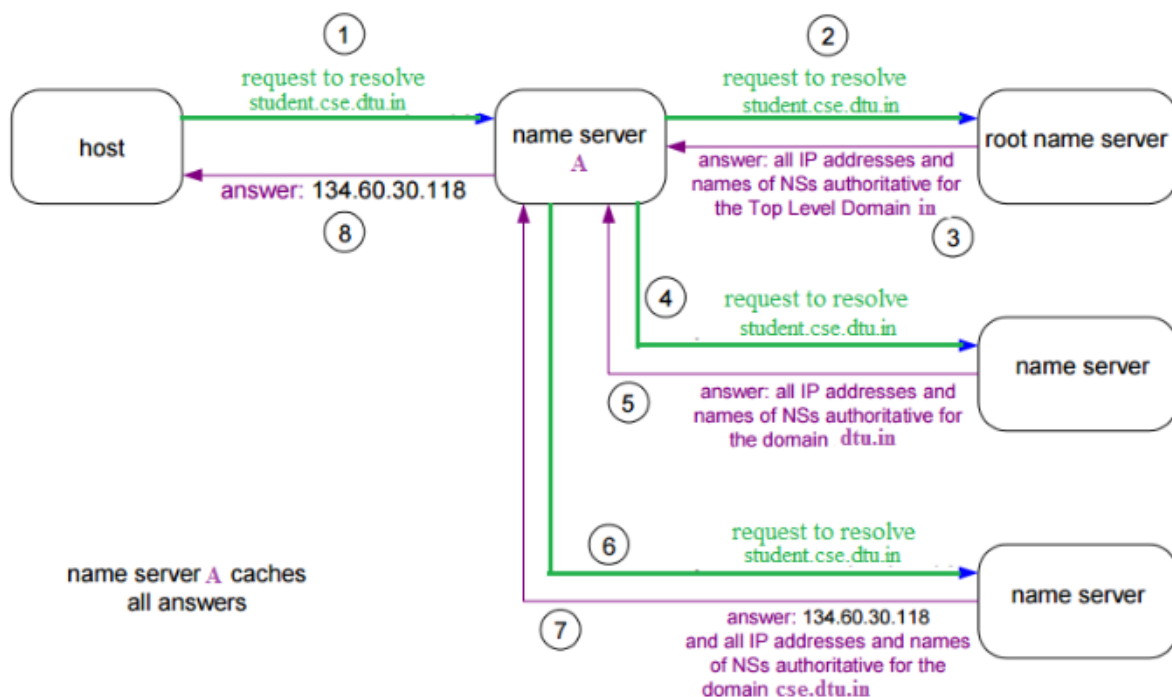 1
request to resolve
student.cse.dtu.in
2
request to resolve
student.cse.dtu.in
host
name server
A
root name server
answer: 134.60.30.118
8
answer: all IP addresses and
names of NSs authoritative for
the Top Level Domain in
3
4
request to resolve
student.cse.dtu.in
name server
5
answer: all IP addresses and
names of NSs authoritative for
the domain dtu.in
6
request to resolve
student.cse.dtu.in
name server
name server A caches
all answers
7
answer: 134.60.30.118
and all IP addresses and names
of NSs authoritative for the
domain cse.dtu.in